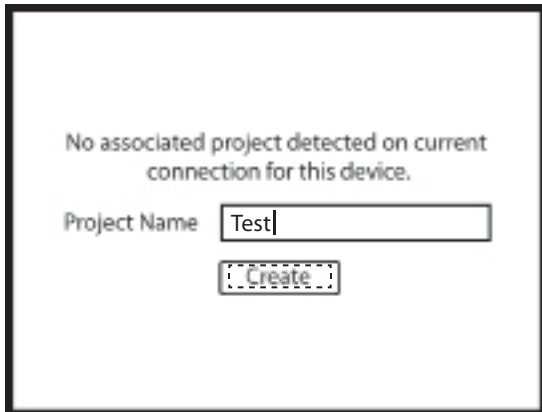 No associated project detected on current
connection for this device.
Project Name Test
Create